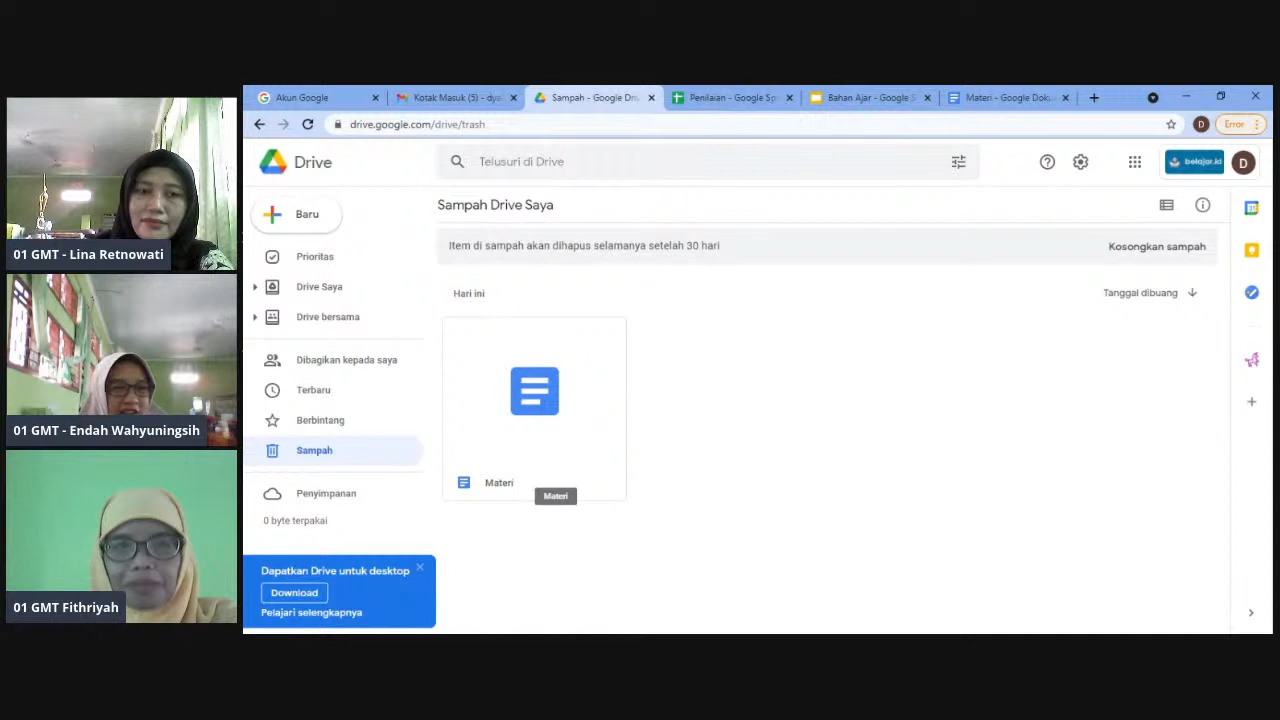 01 GMT - Lina Retnowati
01 GMT - Endah Wahyuningsih
01 GMT Fithriyah
Akun Google
Kotak Masuk (5) - dya
Sampah - Google Dri
Penilaian - Google Sp
Bahan Ajar - Google S
Materi - Google Doku
drive.google.com/drive/trash
D
Error
Drive
Telusuri di Drive
belajar.id
D
Baru
Prioritas
Drive Saya
Drive bersama
Dibagikan kepada saya
Terbaru
Berbintang
Sampah
Penyimpanan
0 byte terpakai
Dapatkan Drive untuk desktop
Download
Pelajari selengkapnya
Sampah Drive Saya
Item di sampah akan dihapus selamanya setelah 30 hari
Kosongkan sampah
Hari ini
Tanggal dibuang
Materi
Materi